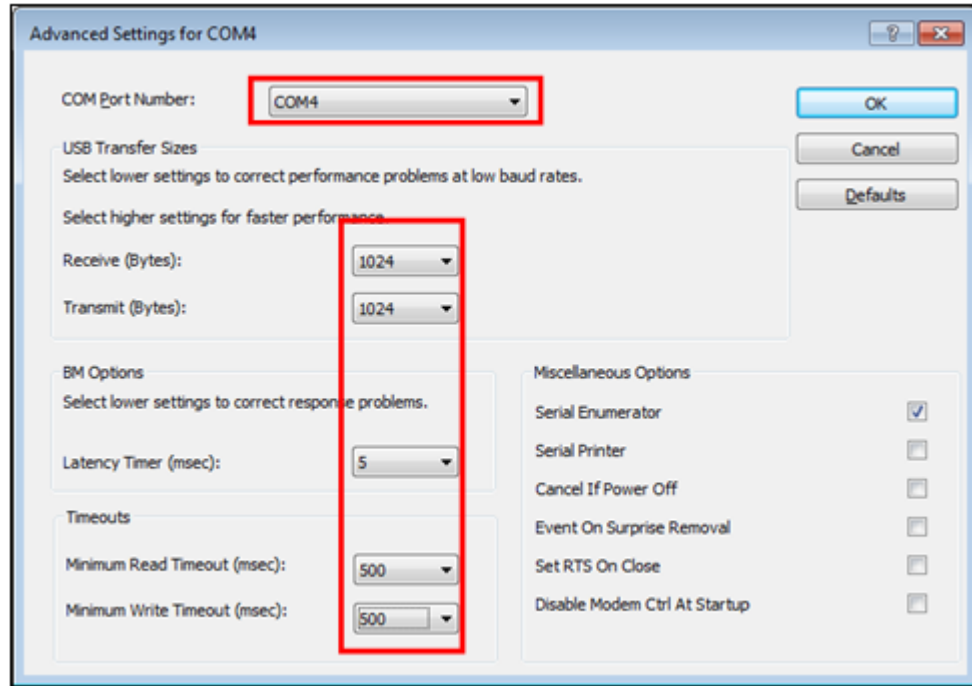 Advanced Settings for COM4
COM Port Number:
COM4
OK
USB Transfer Sizes
Cancel
Select lower settings to correct performance problems at low baud rates.
Defaults
Select higher settings for faster performance.
Receive (Bytes):
1024
Transmit (Bytes):
1024
BM Options
Select lower settings to correct response problems.
Latency Timer (msec):
5
Timeouts
Minimum Read Timeout (msec):
500
Minimum Write Timeout (msec):
500
Miscellaneous Options
Serial Enumerator
Serial Printer
Cancel If Power Off
Event On Surprise Removal
Set RTS On Close
Disable Modem Ctrl At Startup